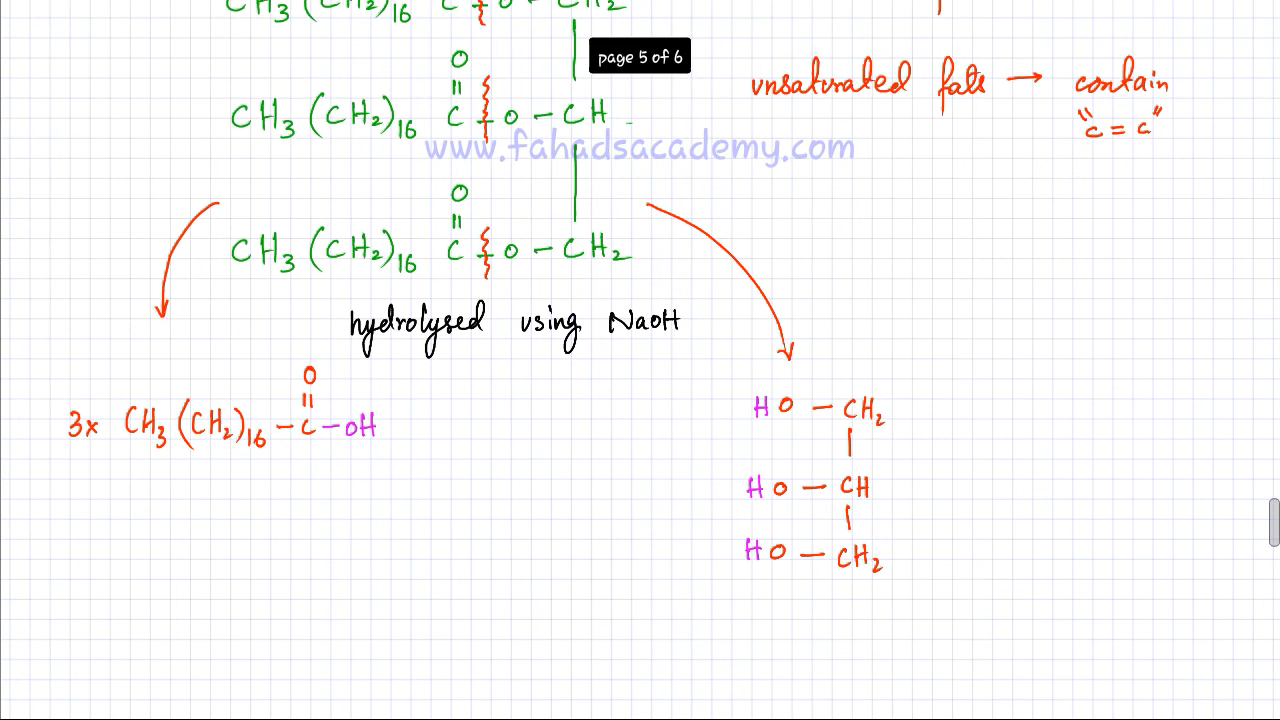 CH3 (CH2)16 C - O - CH2
page 5 of 6
O
unsaturated fats → contain
"C = C"
CH3 (CH2)16 C - O - CH
www.fahadsacademy.com
O
CH3 (CH2)16 C - O - CH2
hydrolysed using NaOH
O
3x CH3 (CH2)16 - C - OH
HO - CH2
HO - CH
HO - CH2